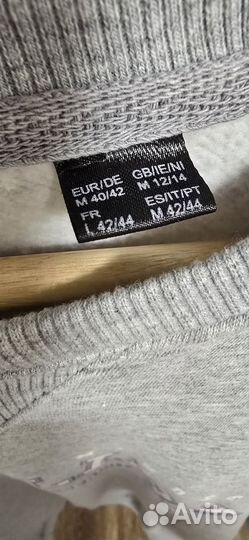 EUR/DE GB/IE/NI
M 40/42 M 12/14
FR ES/IT/PT
L 42/44 M 42/44
Avito